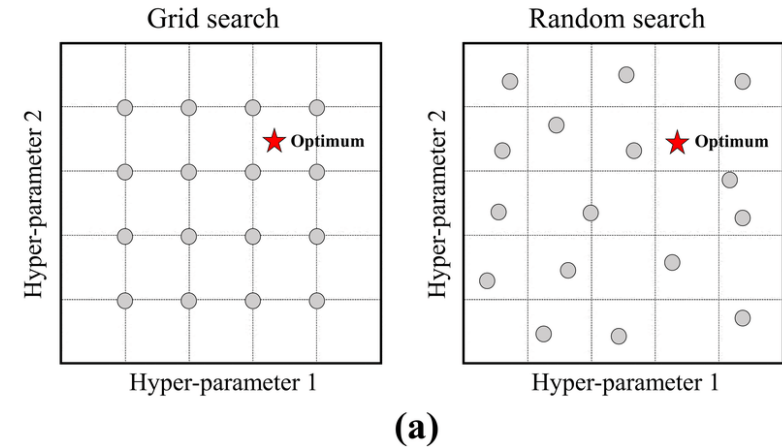 Grid search
Random search
Hyper-parameter 2
Optimum
Hyper-parameter 1
Hyper-parameter 2
Optimum
Hyper-parameter 1
(a)